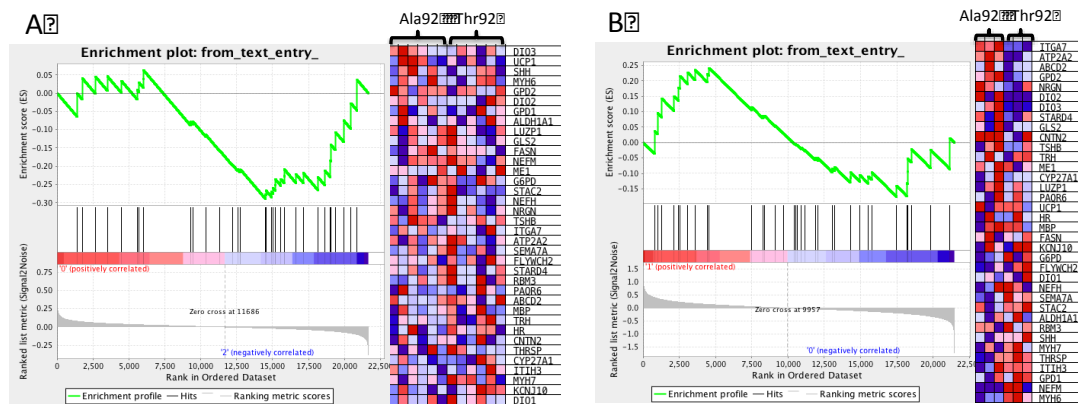 A
Ala92 Thr92
Enrichment plot: from_text_entry_
Enrichment score (ES)
0.05
0.00
-0.05
-0.10
-0.15
-0.20
-0.25
-0.30
Ranked list metric (Signal2Noise)
'0' (positively correlated)
0.75
0.50
0.25
0.00
-0.25
Zero cross at 11686
'2' (negatively correlated)
0 2,500 5,000 7,500 10,000 12,500 15,000 17,500 20,000
Rank in Ordered Dataset
Enrichment profile Hits Ranking metric scores
DIO3
UCP1
SHH
MYH6
GPD2
DIO2
GPD1
ALDH1A1
LUZP1
GLS2
FASN
NEFM
ME1
G6PD
STAC2
NEFH
NRGN
TSHB
ITGA7
ATP2A2
SEMA7A
FLYWCH2
STARD4
RBM3
PAQR6
ABCD2
MBP
TRH
HR
CNTN2
THRSP
CYP27A1
ITIH3
MYH7
KCNJ10
DIO1
B
Ala92 Thr92
Enrichment plot: from_text_entry_
Enrichment score (ES)
0.25
0.20
0.15
0.10
0.05
0.00
-0.05
-0.10
-0.15
Ranked list metric (Signal2Noise)
'1' (positively correlated)
1.5
1.0
0.5
0.0
-0.5
-1.0
-1.5
Zero cross at 9957
'0' (negatively correlated)
0 2,500 5,000 7,500 10,000 12,500 15,000 17,500 20,000 22,5
Rank in Ordered Dataset
Enrichment profile Hits Ranking metric scores
ITGA7
ATP2A2
ABCD2
GPD2
NRGN
DIO2
DIO3
STARD4
GLS2
CNTN2
TSHB
TRH
ME1
CYP27A1
LUZP1
PAQR6
UCP1
HR
MBP
FASN
KCNJ10
G6PD
FLYWCH2
DIO1
NEFH
SEMA7A
STAC2
ALDH1A1
RBM3
SHH
MYH7
THRSP
ITIH3
GPD1
NEFM
MYH6